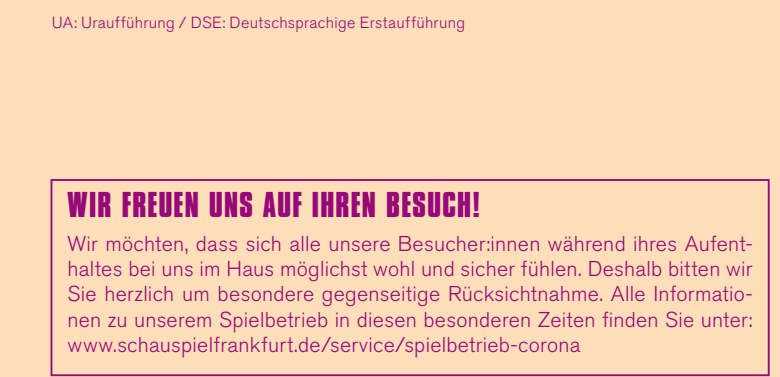 UA: Uraufführung / DSE: Deutschsprachige Erstaufführung
WIR FREUEN UNS AUF IHREN BESUCH!
Wir möchten, dass sich alle unsere Besucher:innen während ihres Aufent-
haltes bei uns im Haus möglichst wohl und sicher fühlen. Deshalb bitten wir
Sie herzlich um besondere gegenseitige Rücksichtnahme. Alle Informatio-
nen zu unserem Spielbetrieb in diesen besonderen Zeiten finden Sie unter:
www.schauspielfrankfurt.de/service/spielbetrieb-corona